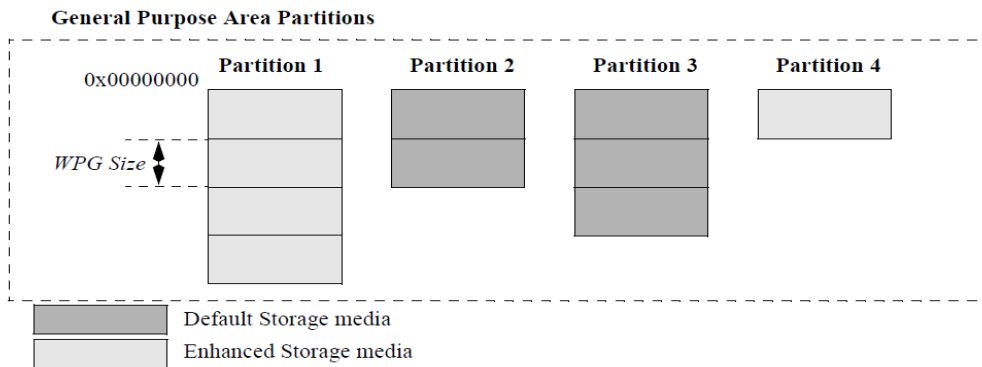 General Purpose Area Partitions
Partition 1 Partition 2 Partition 3 Partition 4
0x00000000
WPG Size
Default Storage media
Enhanced Storage media